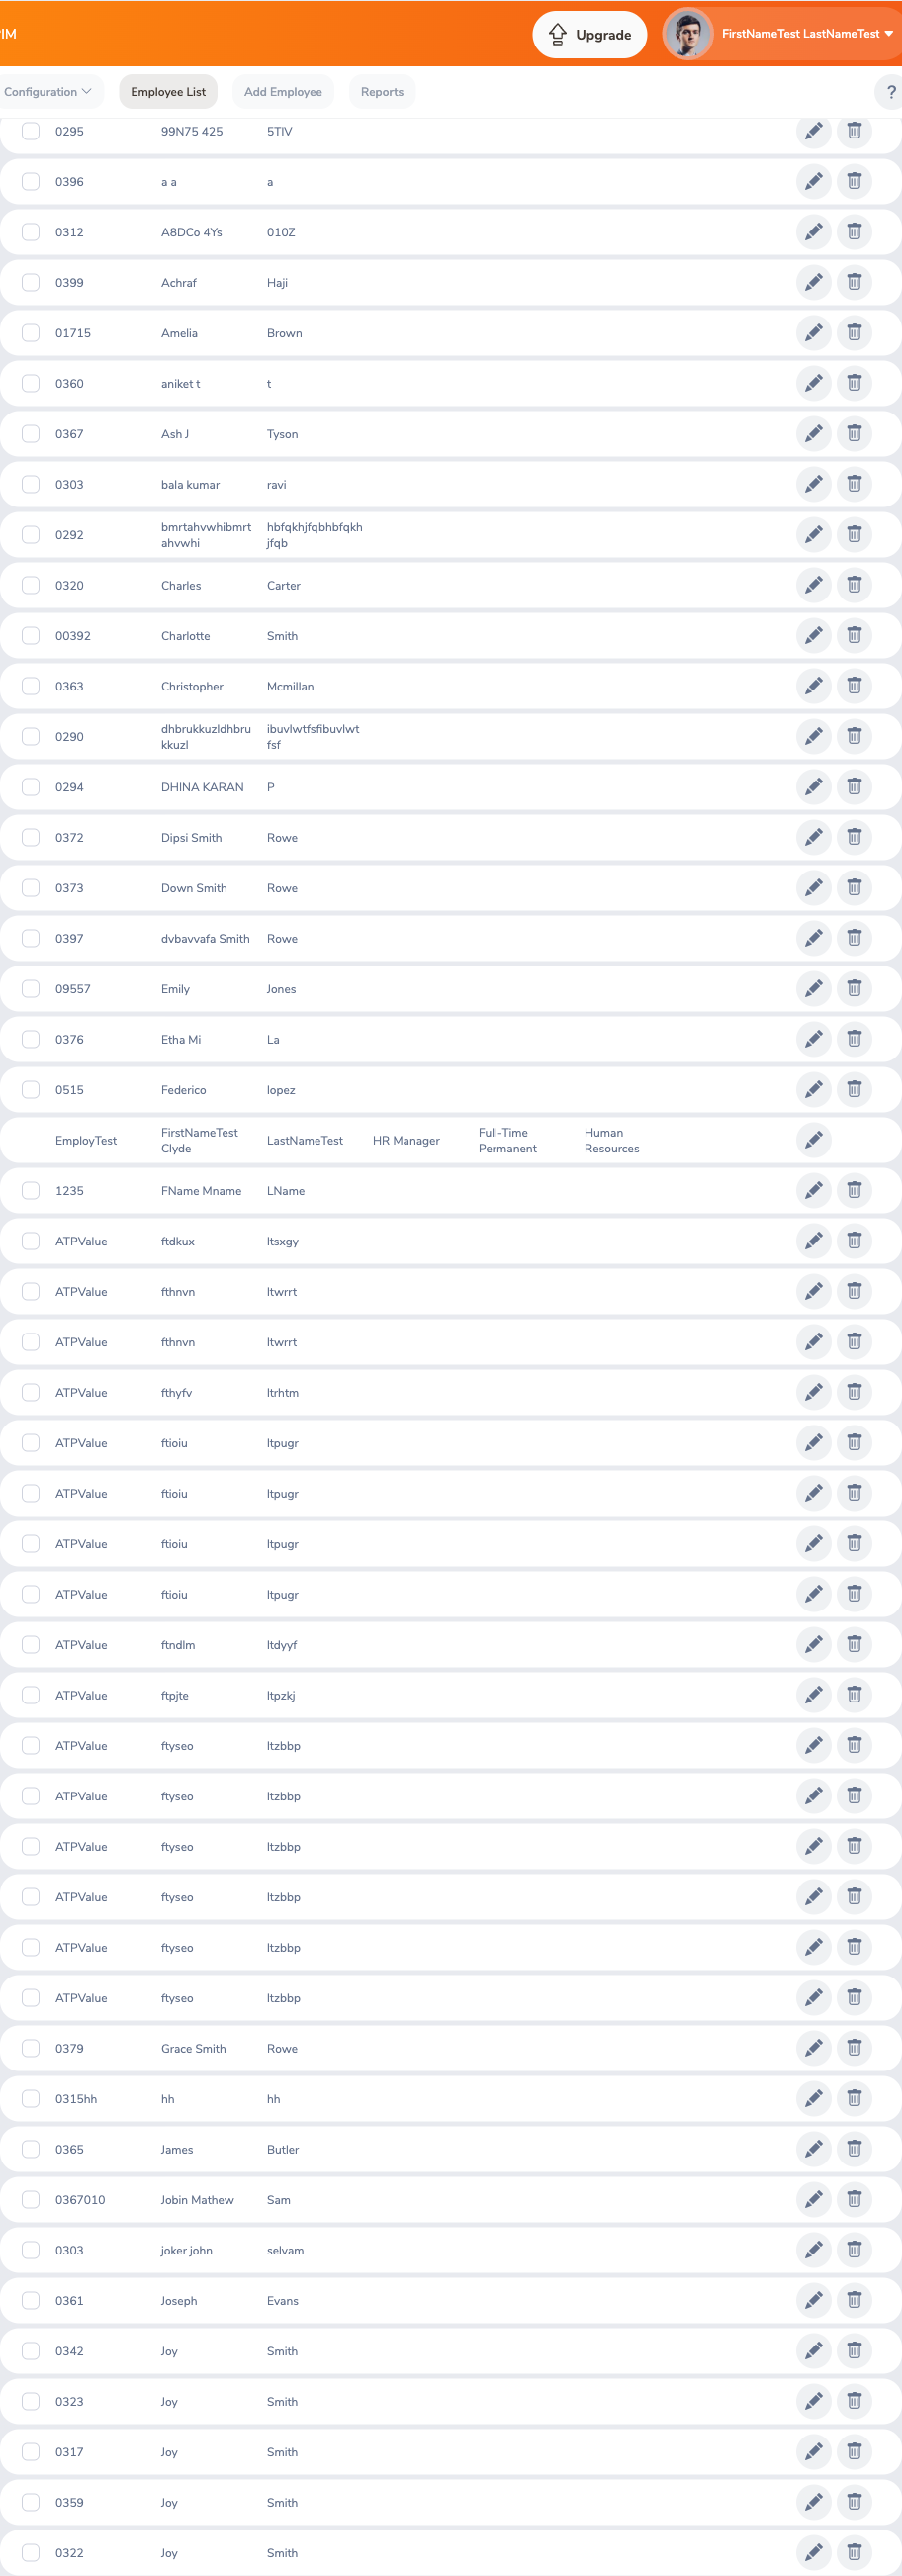 IM
Upgrade
FirstNameTest LastNameTest
Configuration Employee List Add Employee Reports ?
0295 99N75 425 5TIV
0396 a a a
0312 A8DCo 4Ys 010Z
0399 Achraf Haji
01715 Amelia Brown
0360 aniket t t
0367 Ash J Tyson
0303 bala kumar ravi
0292 bmrtahvwhibmrt hbfqkhjfqbhbfqkh
ahvwhi jfqb
0320 Charles Carter
00392 Charlotte Smith
0363 Christopher Mcmillan
0290 dhbrukkuzldhbru ibuvlwtfsfibuvlwt
kkuzl fsf
0294 DHINA KARAN P
0372 Dipsi Smith Rowe
0373 Down Smith Rowe
0397 dvbavvafa Smith Rowe
09557 Emily Jones
0376 Etha Mi La
0515 Federico lopez
EmployTest FirstNameTest LastNameTest HR Manager Full-Time Human
Clyde Permanent Resources
1235 FName Mname LName
ATPValue ftdkux ltsxgy
ATPValue fthnvn ltwrrt
ATPValue fthnvn ltwrrt
ATPValue fthyfv ltrhtm
ATPValue ftioiu ltpugr
ATPValue ftioiu ltpugr
ATPValue ftioiu ltpugr
ATPValue ftioiu ltpugr
ATPValue ftndlm ltdyyf
ATPValue ftpjte ltpzkj
ATPValue ftyseo ltzbbp
ATPValue ftyseo ltzbbp
ATPValue ftyseo ltzbbp
ATPValue ftyseo ltzbbp
ATPValue ftyseo ltzbbp
ATPValue ftyseo ltzbbp
0379 Grace Smith Rowe
0315hh hh hh
0365 James Butler
0367010 Jobin Mathew Sam
0303 joker john selvam
0361 Joseph Evans
0342 Joy Smith
0323 Joy Smith
0317 Joy Smith
0359 Joy Smith
0322 Joy Smith